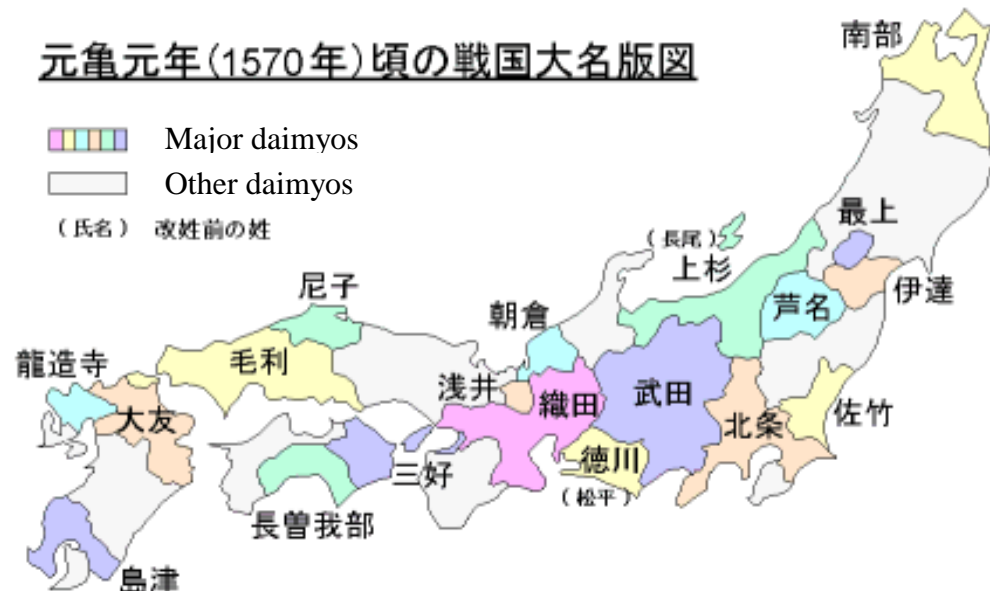 元亀元年(1570年)頃の戦国大名版図
Major daimyos
Other daimyos
(氏名) 改姓前の姓
南部
最上
(長尾)
上杉
伊達
芦名
尼子
朝倉
龍造寺
毛利
浅井
織田
武田
大友
北条
佐竹
徳川
(松平)
三好
長曽我部
島津